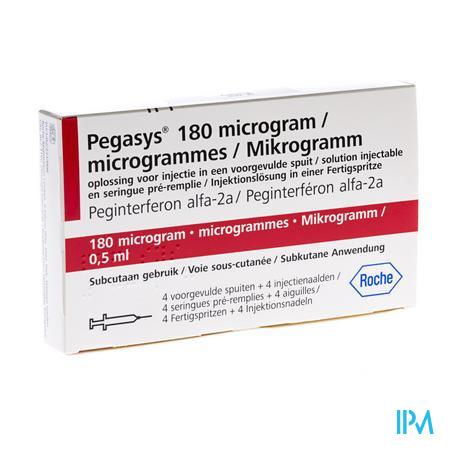 Pegasys® 180 microgram /
microgrammes / Mikrogramm
oplossing voor injectie in een voorgevulde spuit / solution injectable
en seringue pré-remplie / Injektionslösung in einer Fertigspritze
Peginterferon alfa-2a/ Peginterféron alfa-2a
180 microgram • microgrammes • Mikrogramm /
0,5 ml
Subcutaan gebruik / Voie sous-cutanée / Subkutane Anwendung
4 voorgevulde spuiten + 4 injectienaalden /
4 seringues pré-remplies + 4 aiguilles /
4 Fertigspritzen + 4 Injektionsnadeln
Roche
IPM